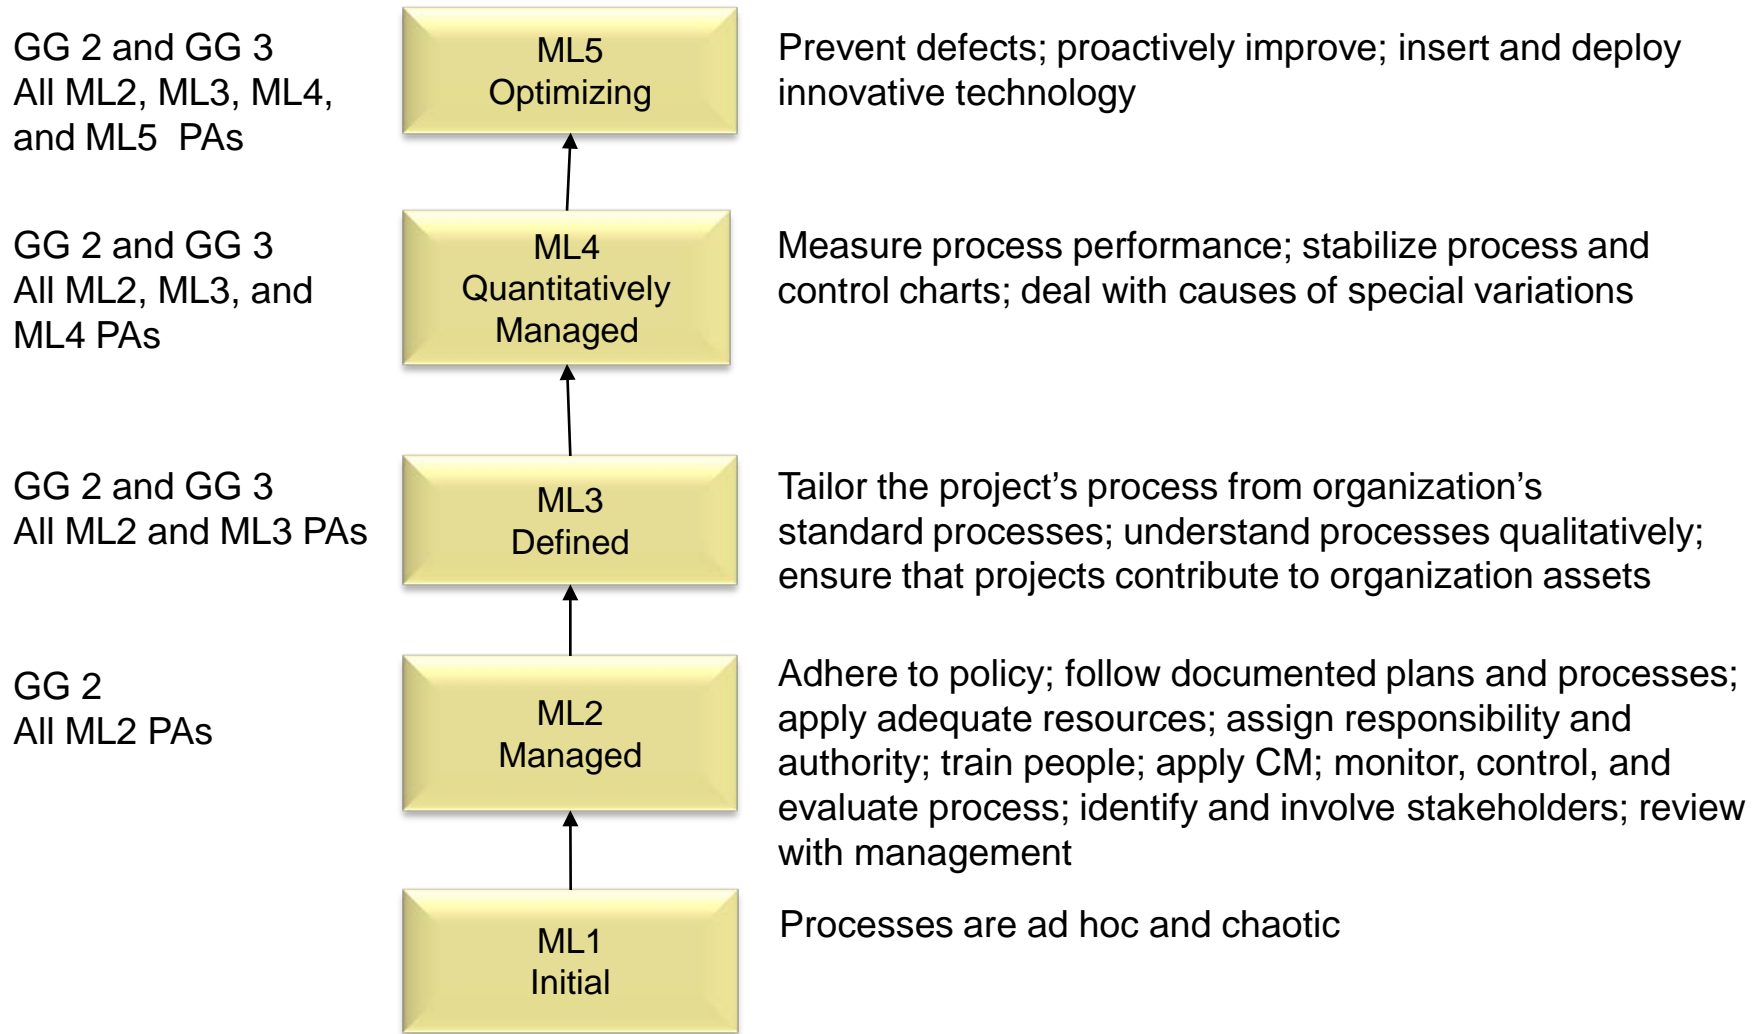 GG 2 and GG 3
All ML2, ML3, ML4,
and ML5  PAs
ML5
Optimizing
Prevent defects; proactively improve; insert and deploy
innovative technology
GG 2 and GG 3
All ML2, ML3, and
ML4 PAs
ML4
Quantitatively
Managed
Measure process performance; stabilize process and
control charts; deal with causes of special variations
GG 2 and GG 3
All ML2 and ML3 PAs
ML3
Defined
Tailor the project’s process from organization’s
standard processes; understand processes qualitatively;
ensure that projects contribute to organization assets
GG 2
All ML2 PAs
ML2
Managed
Adhere to policy; follow documented plans and processes;
apply adequate resources; assign responsibility and
authority; train people; apply CM; monitor, control, and
evaluate process; identify and involve stakeholders; review
with management
ML1
Initial
Processes are ad hoc and chaotic